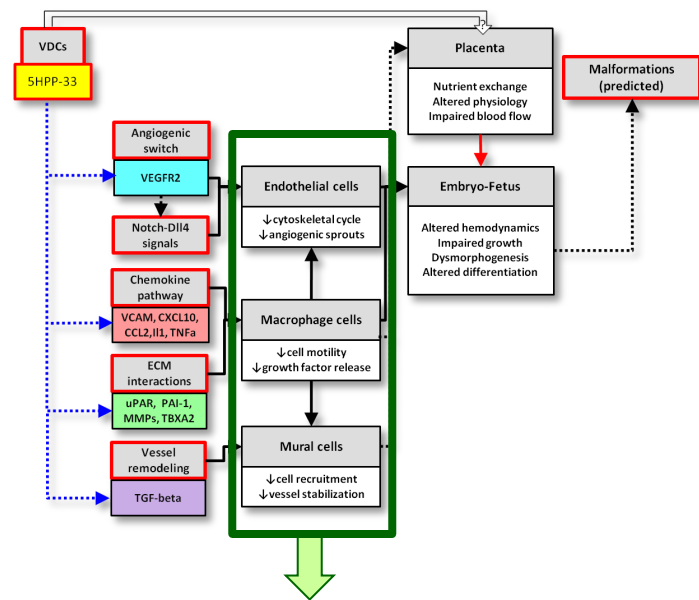 VDCs
5HPP-33
?
Placenta
Nutrient exchange
Altered physiology
Impaired blood flow
Malformations
(predicted)
Angiogenic
switch
VEGFR2
Notch-Dll4
signals
Endothelial cells
↓cytoskeletal cycle
↓angiogenic sprouts
Embryo-Fetus
Altered hemodynamics
Impaired growth
Dysmorphogenesis
Altered differentiation
Chemokine
pathway
VCAM, CXCL10,
CCL2,Il1, TNFa
Macrophage cells
↓cell motility
↓growth factor release
ECM
interactions
uPAR, PAI-1,
MMPs, TBXA2
Vessel
remodeling
TGF-beta
Mural cells
↓cell recruitment
↓vessel stabilization